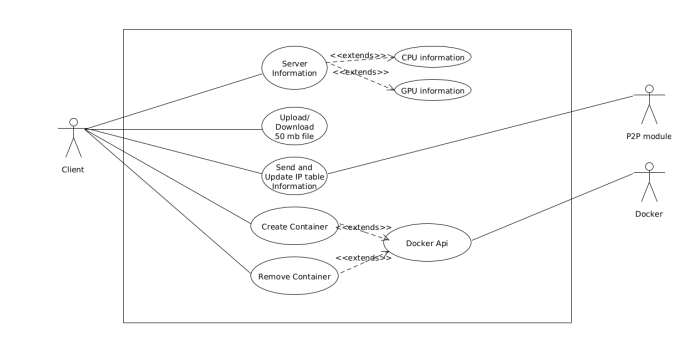 <<extends>>
CPU information
Server
Information
<<extends>>
GPU information
Upload/
Download
50 mb file
P2P module
Client
Send and
Update IP table
Information
Create Container
<<extends>>
Docker Api
Docker
<<extends>>
Remove Container